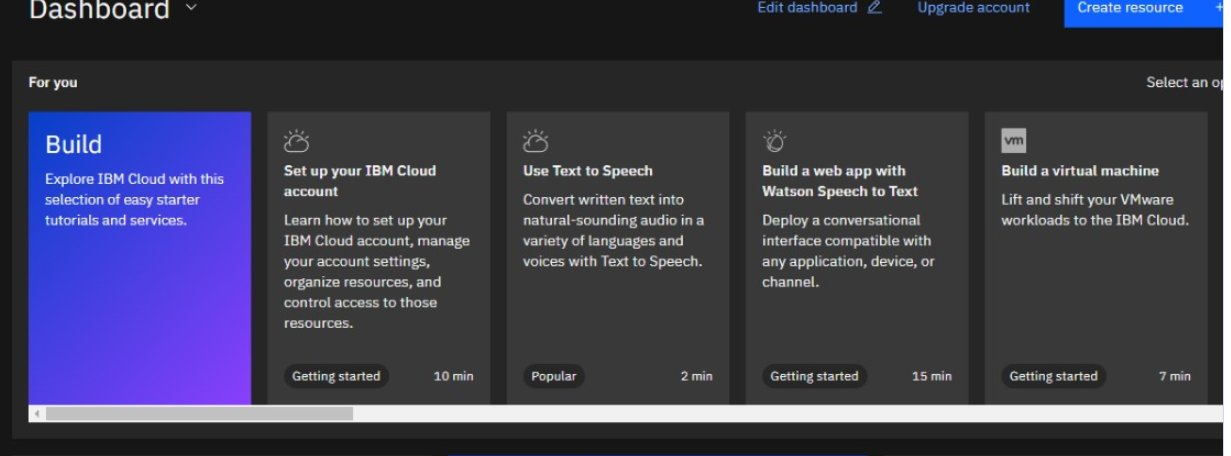 Dashboard
Edit dashboard
Upgrade account
Create resource +
For you
Select an
Build
Explore IBM Cloud with this
selection of easy starter
tutorials and services.
Set up your IBM Cloud
account
Learn how to set up your
IBM Cloud account, manage
your account settings,
organize resources, and
control access to those
resources.
Getting started
10 min
Use Text to Speech
Convert written text into
natural-sounding audio in a
variety of languages and
voices with Text to Speech.
Popular
2 min
Build a web app with
Watson Speech to Text
Deploy a conversational
interface compatible with
any application, device, or
channel.
Getting started
15 min
vm
Build a virtual machine
Lift and shift your VMware
workloads to the IBM Cloud.
Getting started
7 min